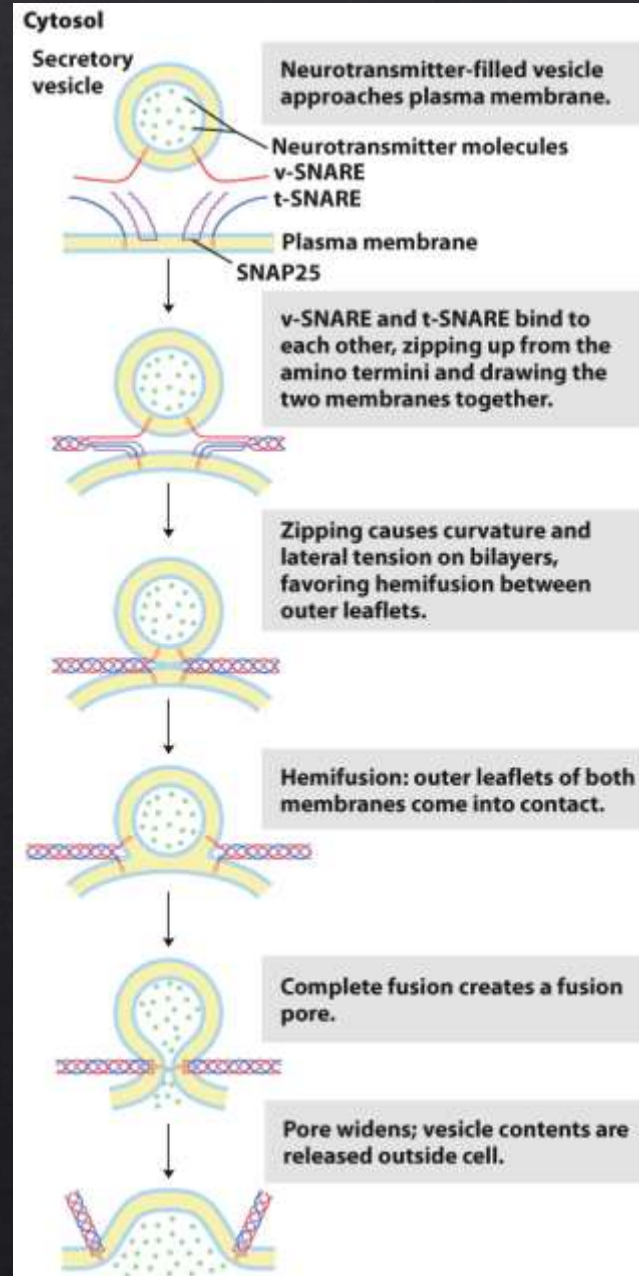 Cytosol
Secretory
vesicle
Neurotransmitter-filled vesicle
approaches plasma membrane.
Neurotransmitter molecules
v-SNARE
t-SNARE
Plasma membrane
SNAP25
v-SNARE and t-SNARE bind to
each other, zipping up from the
amino termini and drawing the
two membranes together.
Zipping causes curvature and
lateral tension on bilayers,
favoring hemifusion between
outer leaflets.
Hemifusion: outer leaflets of both
membranes come into contact.
Complete fusion creates a fusion
pore.
Pore widens; vesicle contents are
released outside cell.